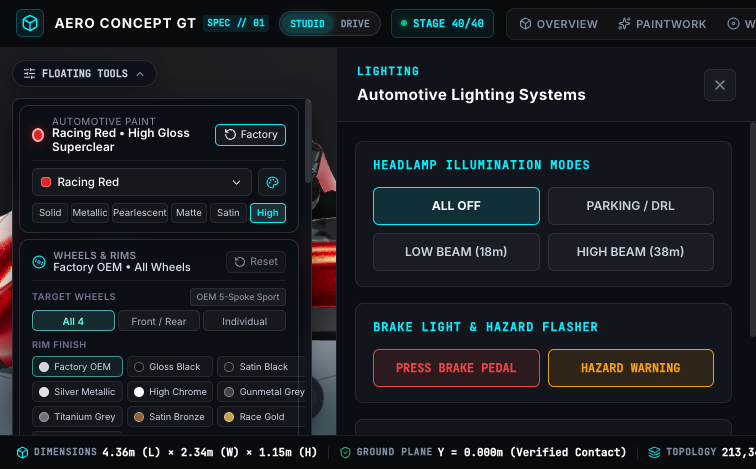 AERO CONCEPT GT SPEC // 01 STUDIO DRIVE STAGE 40/40 OVERVIEW PAINTWORK W
FLOATING TOOLS
AUTOMOTIVE PAINT
Racing Red • High Gloss
Superclear
Factory
Racing Red
Solid Metallic Pearlescent Matte Satin High
WHEELS & RIMS
Factory OEM • All Wheels
Reset
TARGET WHEELS OEM 5-Spoke Sport
All 4 Front / Rear Individual
RIM FINISH
Factory OEM Gloss Black Satin Black
Silver Metallic High Chrome Gunmetal Grey
Titanium Grey Satin Bronze Race Gold
LIGHTING
Automotive Lighting Systems
HEADLAMP ILLUMINATION MODES
ALL OFF PARKING / DRL
LOW BEAM (18m) HIGH BEAM (38m)
BRAKE LIGHT & HAZARD FLASHER
PRESS BRAKE PEDAL HAZARD WARNING
DIMENSIONS 4.36m (L) × 2.34m (W) × 1.15m (H) GROUND PLANE Y = 0.000m (Verified Contact) TOPOLOGY 213,